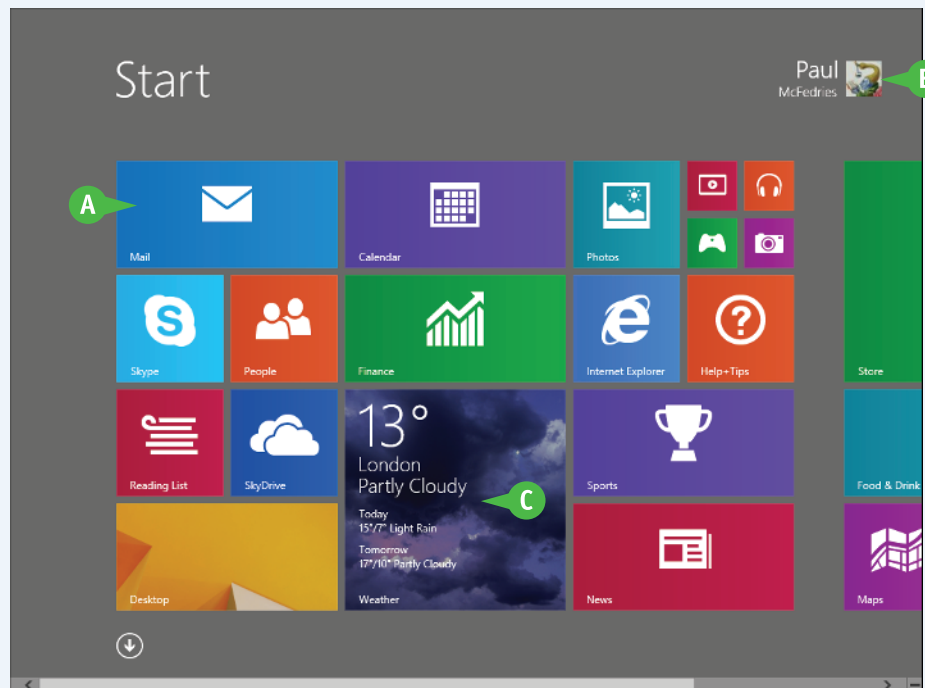 Start
Paul
McFedries
A
Mail
Calendar
Photos
Skype
People
Finance
Internet Explorer
Help+Tips
Store
Reading List
SkyDrive
13°
London
Partly Cloudy
Today
15°/7° Light Rain
Tomorrow
17°/10° Partly Cloudy
Weather
C
Sports
Food & Drink
Desktop
News
Maps